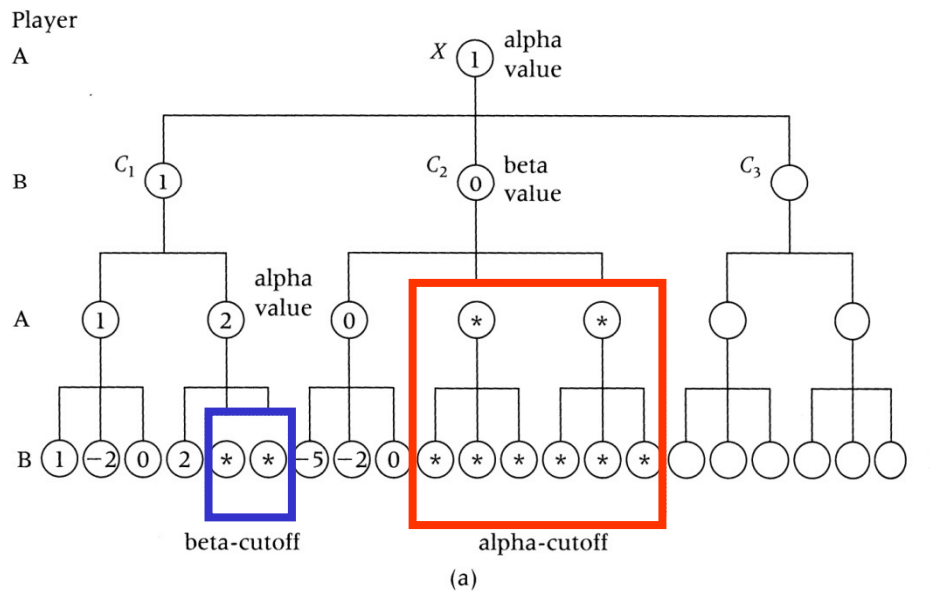 Player
A
X 1 alpha
value
B
C1 1
C2 0 beta
value
C3
A
1
2 alpha
value
0
*
*
B 1 −2 0 2 * * −5 −2 0 * * * * * *
beta-cutoff
alpha-cutoff
(a)